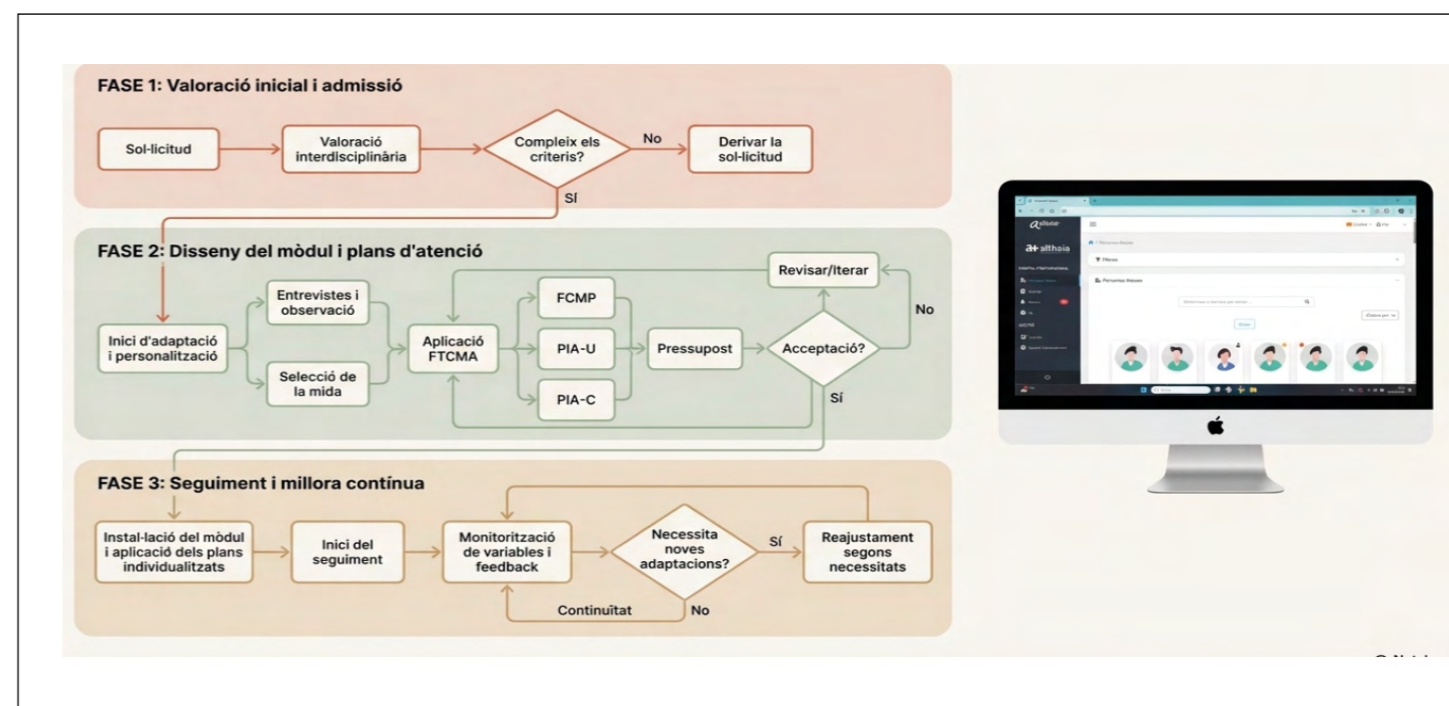 FASE 1: Valoració inicial i admissió
Sol·licitud
Valoració
interdisciplinària
Compleix els
criteris?
No
Derivar la
sol·licitud
Sí
FASE 2: Disseny del mòdul i plans d'atenció
Inici d'adaptació
i personalització
Entrevistes i
observació
Selecció de
la mida
Aplicació
FTCMA
FCMP
PIA-U
PIA-C
Pressupost
Acceptació?
Revisar/iterar
No
Sí
FASE 3: Seguiment i millora contínua
Instal·lació del mòdul
i aplicació dels plans
individualitzats
Inici del
seguiment
Monitorització
de variables i
feedback
Necessita
noves
adaptacions?
Sí
Reajustament
segons
necessitats
Continuïtat
No
althaia
Filtres